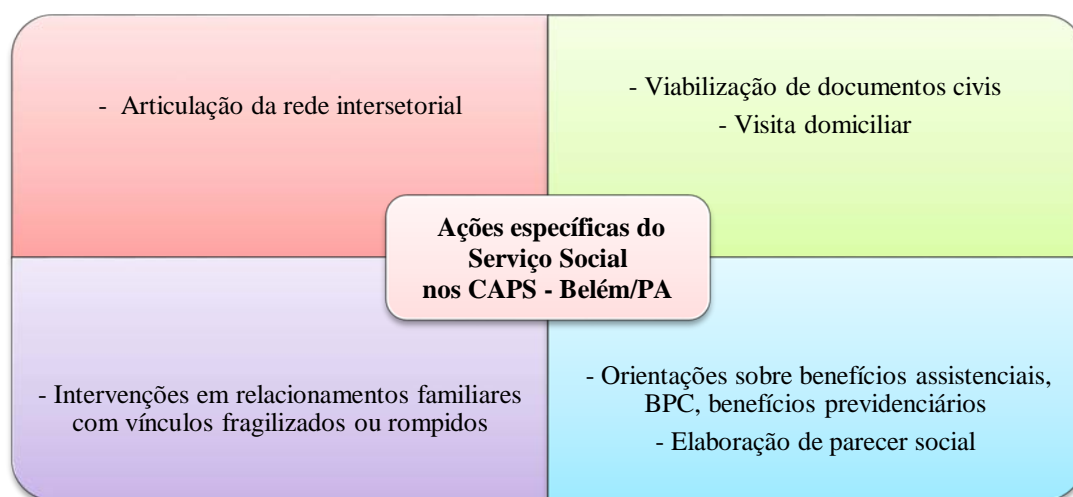 - Articulação da rede intersetorial
- Viabilização de documentos civis
- Visita domiciliar
Ações específicas do
Serviço Social
nos CAPS - Belém/PA
- Intervenções em relacionamentos familiares
com vínculos fragilizados ou rompidos
- Orientações sobre benefícios assistenciais,
BPC, benefícios previdenciários
- Elaboração de parecer social